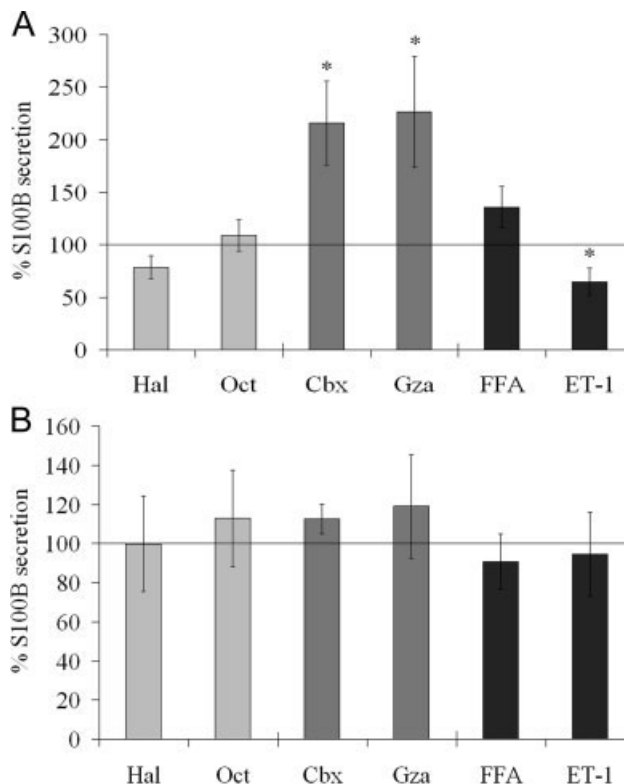 A
% S100B secretion
300
250
200
150
100
50
0
* * *
Hal Oct Cbx Gza FFA ET-1
B
% S100B secretion
160
140
120
100
80
60
40
20
0
Hal Oct Cbx Gza FFA ET-1